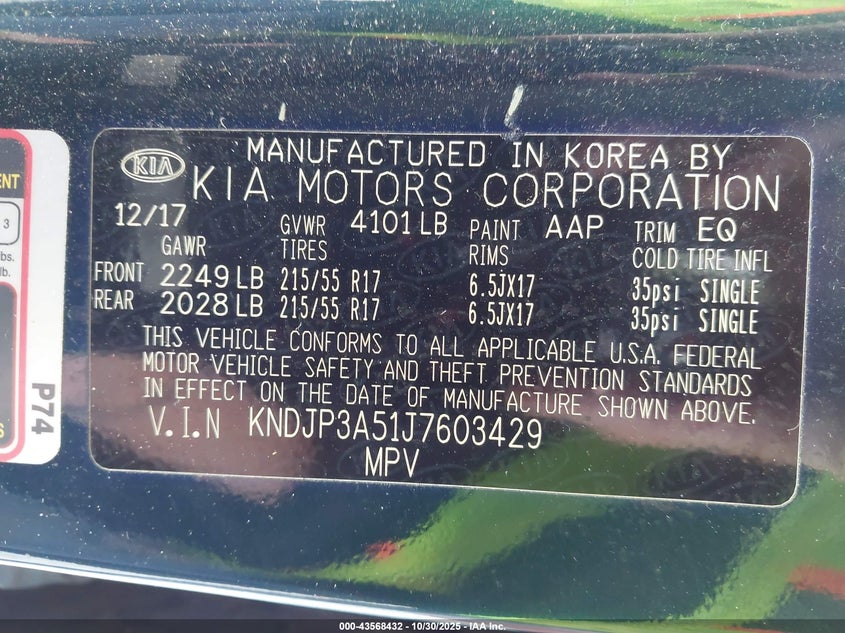 KIA
MANUFACTURED IN KOREA BY
KIA MOTORS CORPORATION
12/17 GVWR 4101 LB PAINT AAP TRIM EQ
GAWR TIRES RIMS COLD TIRE INFL
FRONT 2249 LB 215/55 R17 6.5JX17 35psi SINGLE
REAR 2028 LB 215/55 R17 6.5JX17 35psi SINGLE
THIS VEHICLE CONFORMS TO ALL APPLICABLE U.S.A. FEDERAL
MOTOR VEHICLE SAFETY AND THEFT PREVENTION STANDARDS
IN EFFECT ON THE DATE OF MANUFACTURE SHOWN ABOVE.
V.I.N KNDJP3A51J7603429
MPV
3
lb.
P74
000-43568432 - 10/30/2025 - IAA Inc.